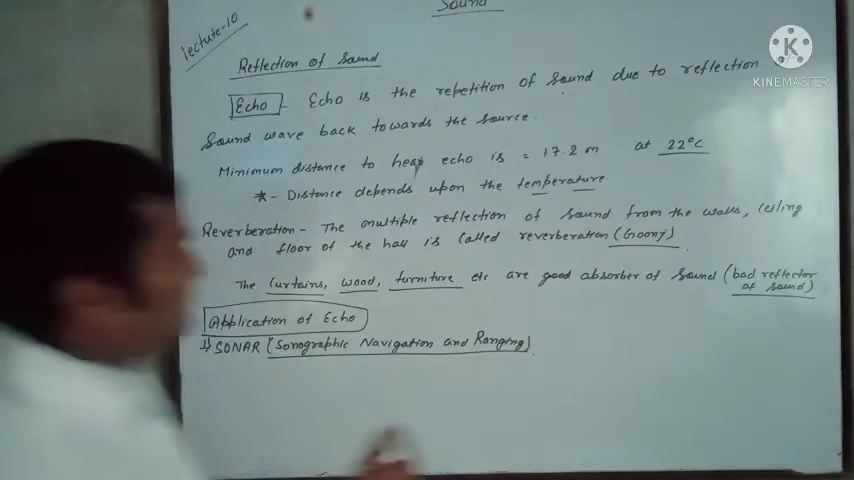 Sound
Lecture-10
Reflection of Sound
Echo - Echo is the repetition of sound due to reflection
Sound wave back towards the source.
Minimum distance to hear echo is = 17.2 m at 22°C
* - Distance depends upon the temperature.
Reverberation - The multiple reflection of sound from the walls, celling
and floor of the hall is called reverberation (Goonj)
The Curtains, wood, furniture etc are good absorber of sound (bad reflector
of sound)
Application of Echo
1) SONAR (Sonographic Navigation and Ranging)
K
KINEMASTER